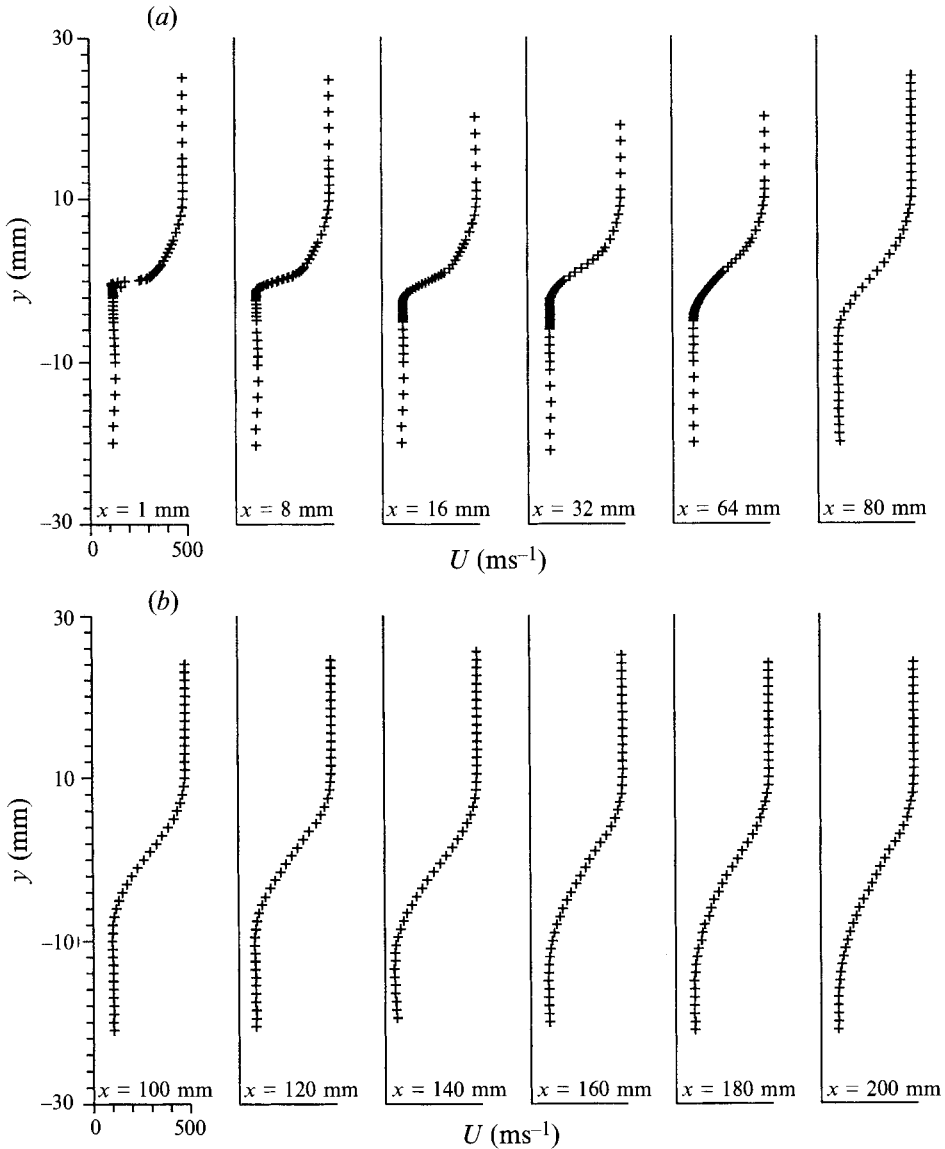 (a)
30
10
y (mm)
−10
−30
x = 1 mm
x = 8 mm
x = 16 mm
x = 32 mm
x = 64 mm
x = 80 mm
0
500
U (ms–1)
(b)
30
10
y (mm)
−10
−30
x = 100 mm
x = 120 mm
x = 140 mm
x = 160 mm
x = 180 mm
x = 200 mm
0
500
U (ms–1)